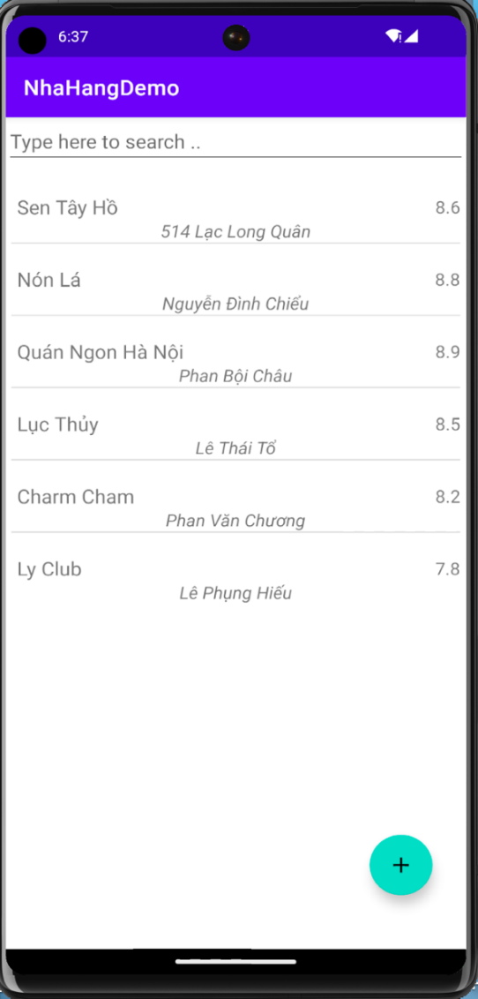 6:37
NhaHangDemo
Type here to search ..
Sen Tây Hồ 8.6
514 Lạc Long Quân
Nón Lá 8.8
Nguyễn Đình Chiểu
Quán Ngon Hà Nội 8.9
Phan Bội Châu
Lục Thủy 8.5
Lê Thái Tổ
Charm Cham 8.2
Phan Văn Chương
Ly Club 7.8
Lê Phụng Hiếu
+